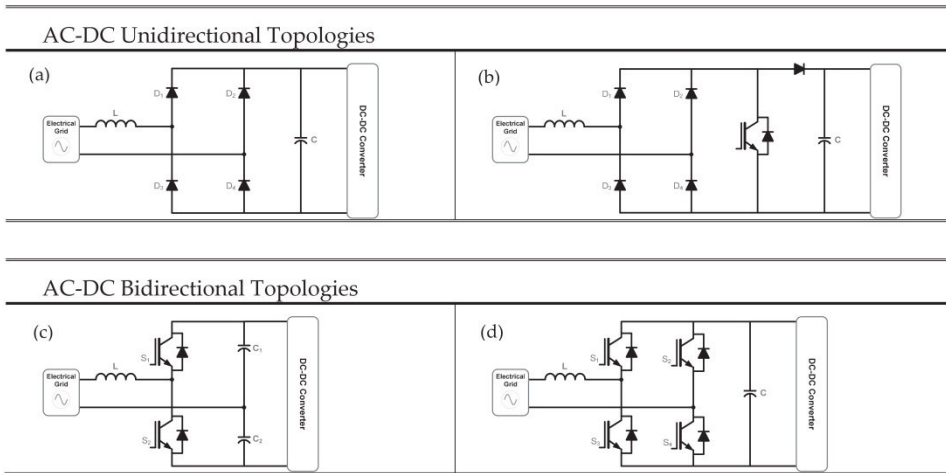 AC-DC Unidirectional Topologies
(a)
D₁
D₂
L
Electrical
Grid
C
D₃
D₄
DC-DC Converter
(b)
D₁
D₂
L
Electrical
Grid
C
D₃
D₄
DC-DC Converter
AC-DC Bidirectional Topologies
(c)
S₁
C₁
L
Electrical
Grid
S₂
C₂
DC-DC Converter
(d)
S₁
S₂
L
Electrical
Grid
C
S₃
S₄
DC-DC Converter